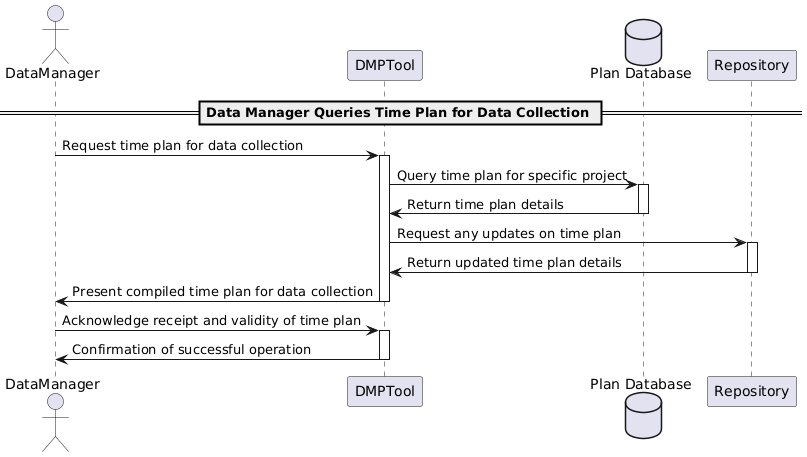 DataManager
DMPTool
Plan Database
Repository
Data Manager Queries Time Plan for Data Collection
Request time plan for data collection
Query time plan for specific project
Return time plan details
Request any updates on time plan
Return updated time plan details
Present compiled time plan for data collection
Acknowledge receipt and validity of time plan
Confirmation of successful operation
DataManager
DMPTool
Plan Database
Repository